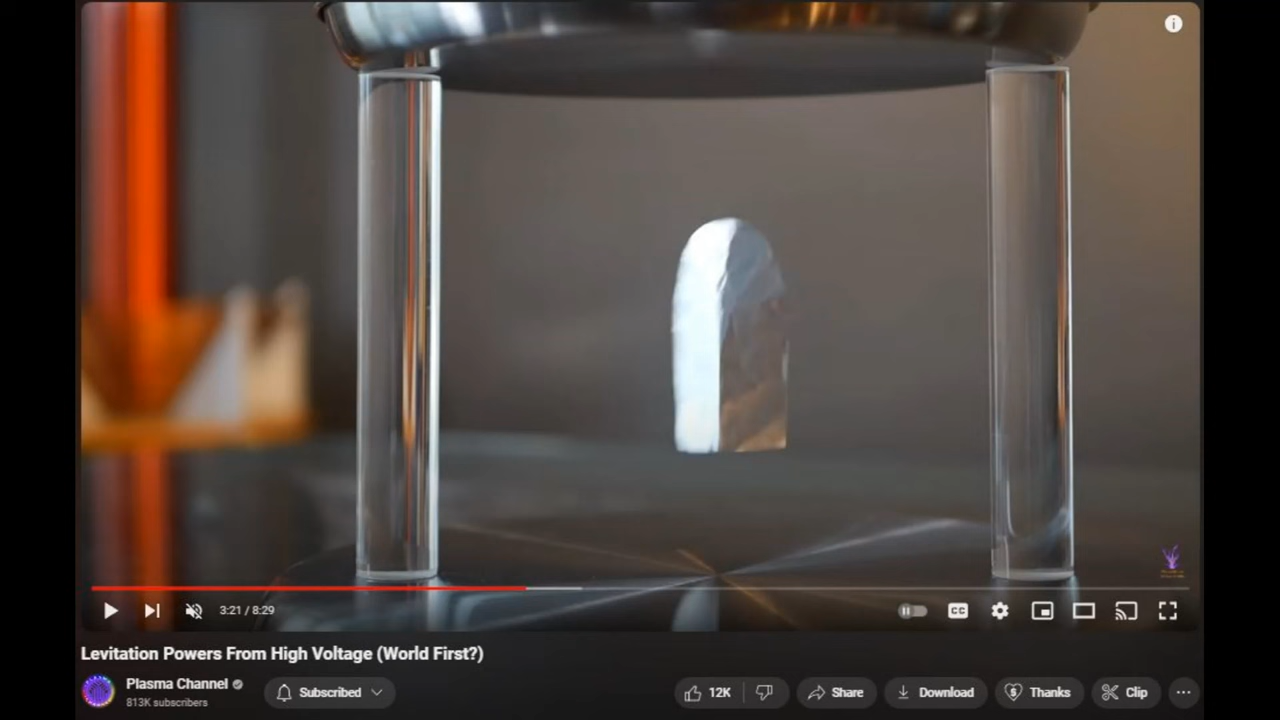 3:21 / 8:29
CC
Levitation Powers From High Voltage (World First?)
Plasma Channel
813K subscribers
Subscribed
12K
Share
Download
Thanks
Clip